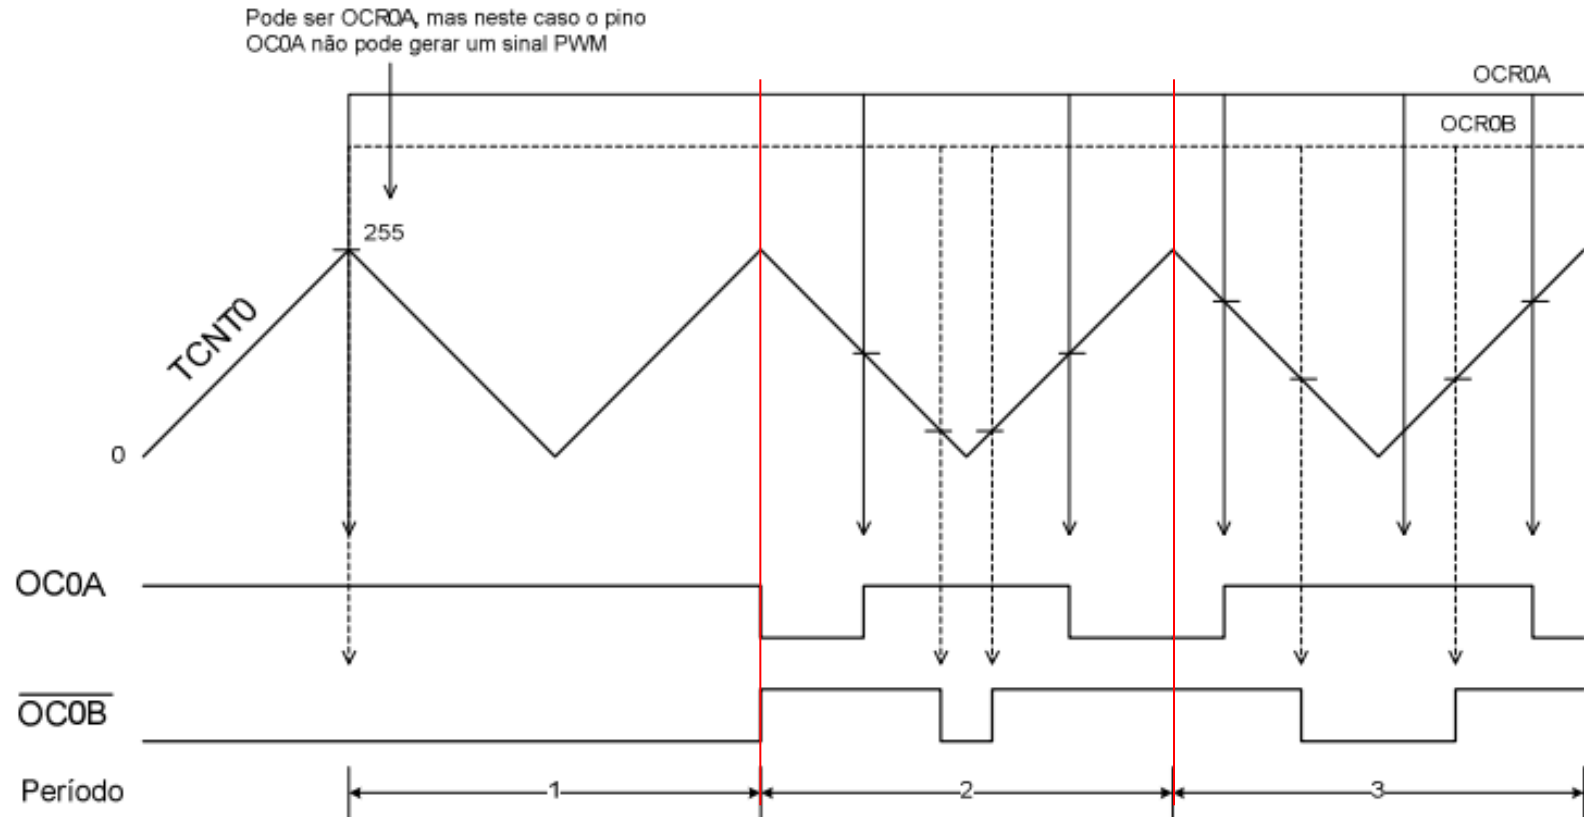 Pode ser OCR0A, mas neste caso o pino
OC0A não pode gerar um sinal PWM
OCR0A
OCR0B
255
TCNT0
0
OC0A
OC0B
Período
1
2
3